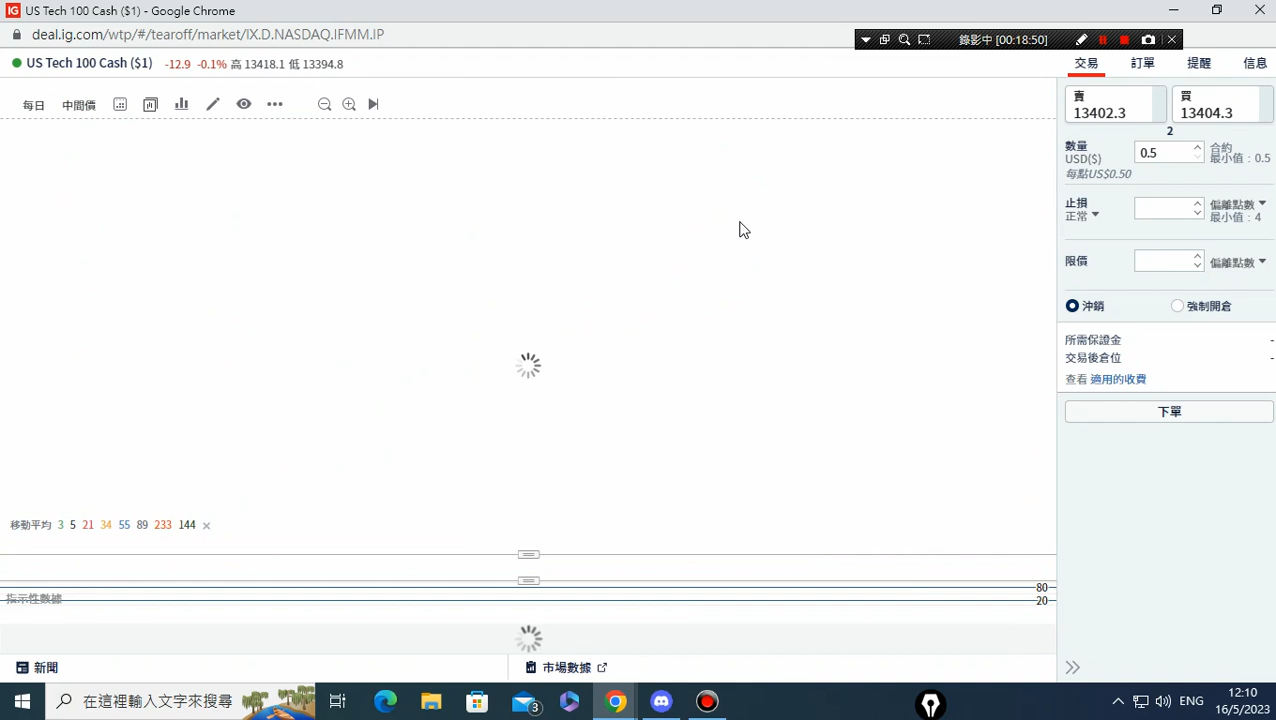 IG US Tech 100 Cash ($1) - Google Chrome
deal.ig.com/wtp/#/tearoff/market/IX.D.NASDAQ.IFMM.IP
錄影中 [00:18:50]
US Tech 100 Cash ($1) -12.9 -0.1% 高 13418.1 低 13394.8
交易 訂單 提醒 信息
每日 中間價
賣 買
13402.3 13404.3
2
數量 USD($) 0.5 合約 最小值：0.5
每點US$0.50
止損 正常 偏離點數 最小值：4
限價 偏離點數
沖銷 強制開倉
所需保證金 -
交易後倉位 -
查看 適用的收費
下單
移動平均 3 5 21 34 55 89 233 144
80
指示性數據
20
新聞 市場數據
在這裡輸入文字來搜尋
3
ENG
12:10
16/5/2023